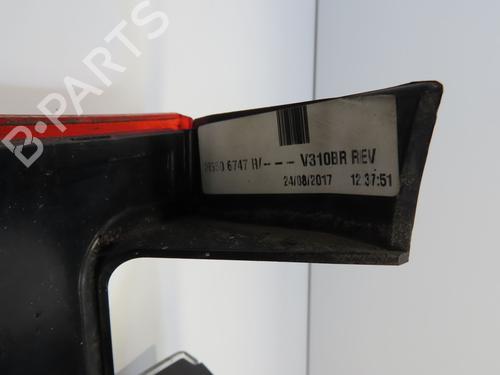 B-PARTS
6747 R/- - - V310BR REV
24/08/2017 12:37:51